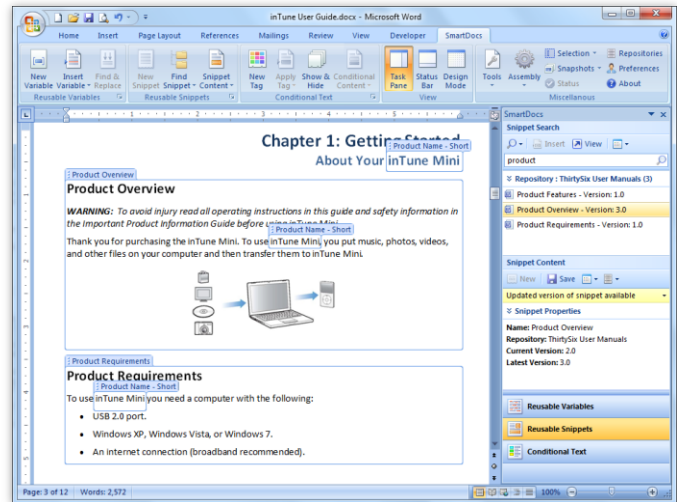 inTune User Guide.docx - Microsoft Word
Home Insert Page Layout References Mailings Review View Developer SmartDocs
New Variable
Insert Variable
Find & Replace
New Snippet
Find Snippet
Snippet Content
New Tag
Apply Tag
Show & Hide
Conditional Content
Task Pane
Status Bar
Design Mode
Tools
Assembly
Selection
Snapshots
Status
Repositories
Preferences
About
Reusable Variables
Reusable Snippets
Conditional Text
View
Miscellaneous
Chapter 1: Getting Started
Product Name - Short
About Your inTune Mini
Product Overview
Product Overview
WARNING: To avoid injury read all operating instructions in this guide and safety information in
the Important Product Information Guide before using inTune Mini.
Product Name - Short
Thank you for purchasing the inTune Mini. To use inTune Mini, you put music, photos, videos,
and other files on your computer and then transfer them to inTune Mini.
Product Requirements
Product Requirements
Product Name - Short
To use inTune Mini you need a computer with the following:
• USB 2.0 port.
• Windows XP, Windows Vista, or Windows 7.
• An internet connection (broadband recommended).
SmartDocs
Snippet Search
Insert View
product
Repository : ThirtySix User Manuals (3)
Product Features - Version: 1.0
Product Overview - Version: 3.0
Product Requirements - Version: 1.0
Snippet Content
New Save
Updated version of snippet available
Snippet Properties
Name: Product Overview
Repository: ThirtySix User Manuals
Current Version: 2.0
Latest Version: 3.0
Reusable Variables
Reusable Snippets
Conditional Text
Page: 3 of 12 Words: 2,572
100%